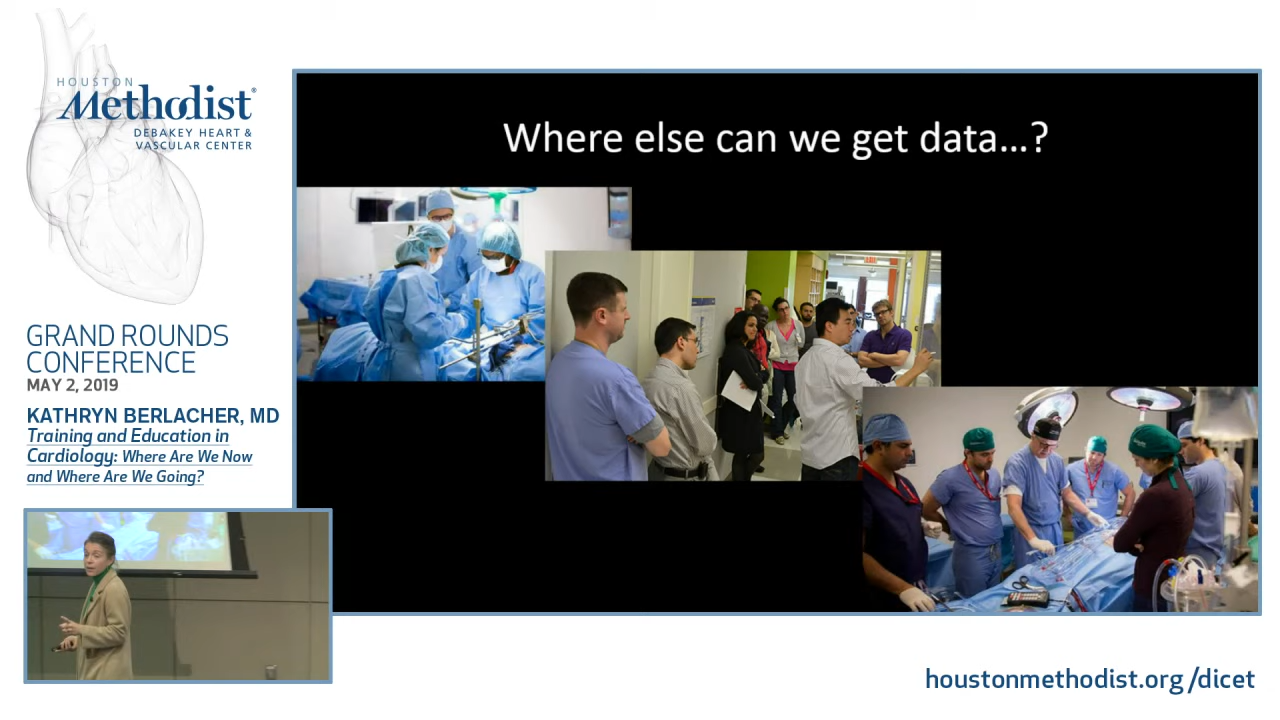 HOUSTON
Methodist®
DEBAKEY HEART &
VASCULAR CENTER
GRAND ROUNDS
CONFERENCE
MAY 2, 2019
KATHRYN BERLACHER, MD
Training and Education in
Cardiology: Where Are We Now
and Where Are We Going?
Where else can we get data...?
EXIT
houstonmethodist.org/dicet